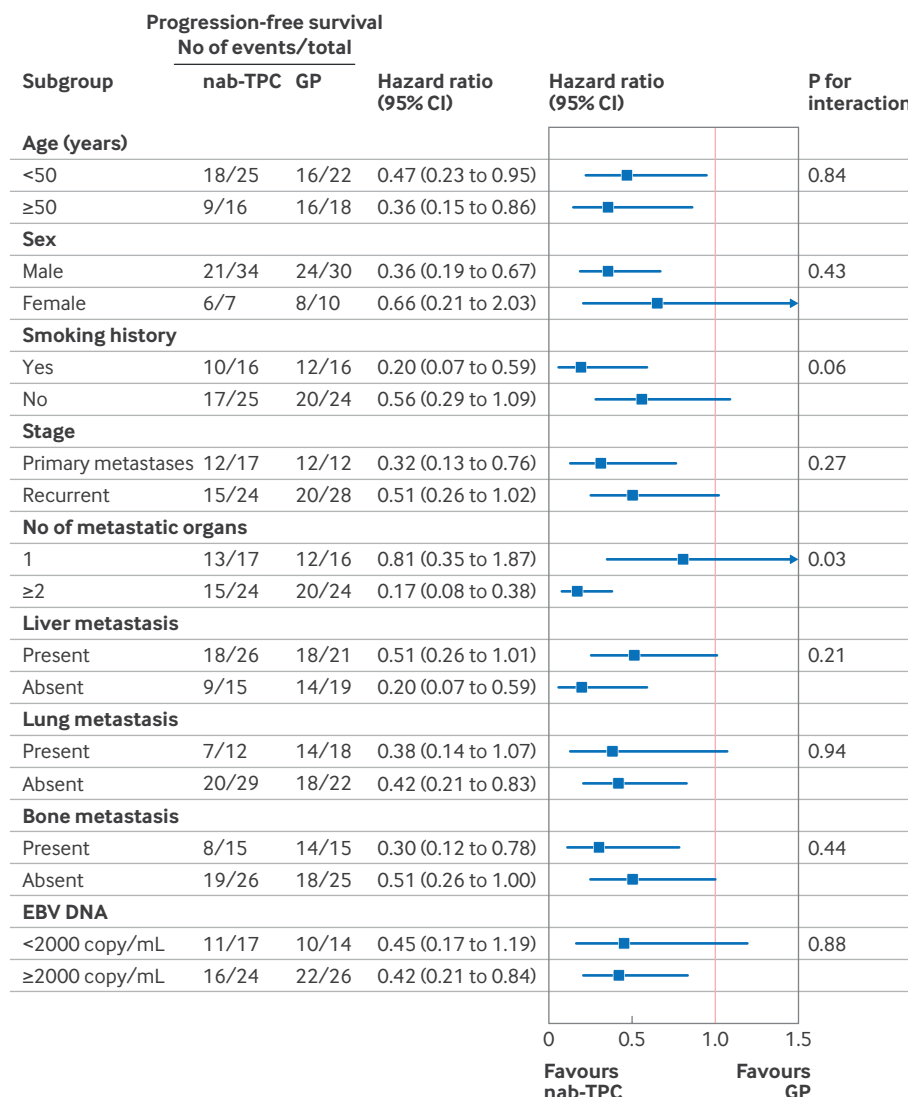 Progression-free survival
No of events/total
Subgroup nab-TPC GP Hazard ratio (95% CI) Hazard ratio (95% CI) P for interaction
Age (years)
<50 18/25 16/22 0.47 (0.23 to 0.95) 0.84
≥50 9/16 16/18 0.36 (0.15 to 0.86)
Sex
Male 21/34 24/30 0.36 (0.19 to 0.67) 0.43
Female 6/7 8/10 0.66 (0.21 to 2.03)
Smoking history
Yes 10/16 12/16 0.20 (0.07 to 0.59) 0.06
No 17/25 20/24 0.56 (0.29 to 1.09)
Stage
Primary metastases 12/17 12/12 0.32 (0.13 to 0.76) 0.27
Recurrent 15/24 20/28 0.51 (0.26 to 1.02)
No of metastatic organs
1 13/17 12/16 0.81 (0.35 to 1.87) 0.03
≥2 15/24 20/24 0.17 (0.08 to 0.38)
Liver metastasis
Present 18/26 18/21 0.51 (0.26 to 1.01) 0.21
Absent 9/15 14/19 0.20 (0.07 to 0.59)
Lung metastasis
Present 7/12 14/18 0.38 (0.14 to 1.07) 0.94
Absent 20/29 18/22 0.42 (0.21 to 0.83)
Bone metastasis
Present 8/15 14/15 0.30 (0.12 to 0.78) 0.44
Absent 19/26 18/25 0.51 (0.26 to 1.00)
EBV DNA
<2000 copy/mL 11/17 10/14 0.45 (0.17 to 1.19) 0.88
≥2000 copy/mL 16/24 22/26 0.42 (0.21 to 0.84)
0 0.5 1.0 1.5
Favours Favours
nab-TPC GP